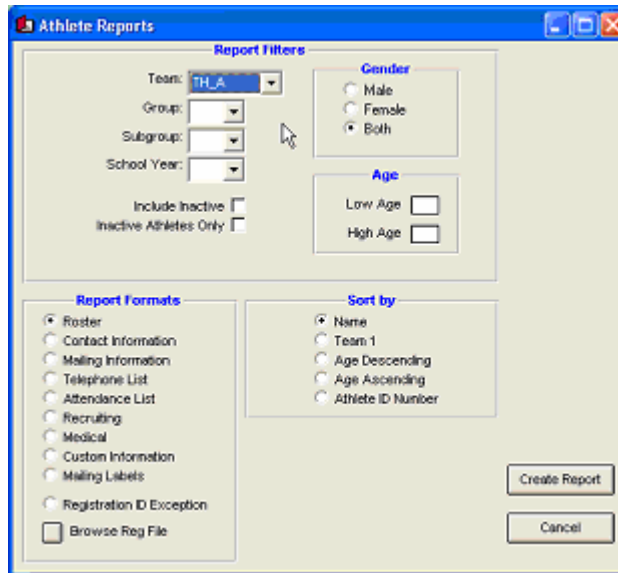 Athlete Reports
Report Filters
Team: TH_A
Group:
Subgroup:
School Year:
Include Inactive
Inactive Athletes Only
Gender
Male
Female
Both
Age
Low Age
High Age
Report Formats
Roster
Contact Information
Mailing Information
Telephone List
Attendance List
Recruiting
Medical
Custom Information
Mailing Labels
Registration ID Exception
Browse Reg File
Sort by
Name
Team 1
Age Descending
Age Ascending
Athlete ID Number
Create Report
Cancel